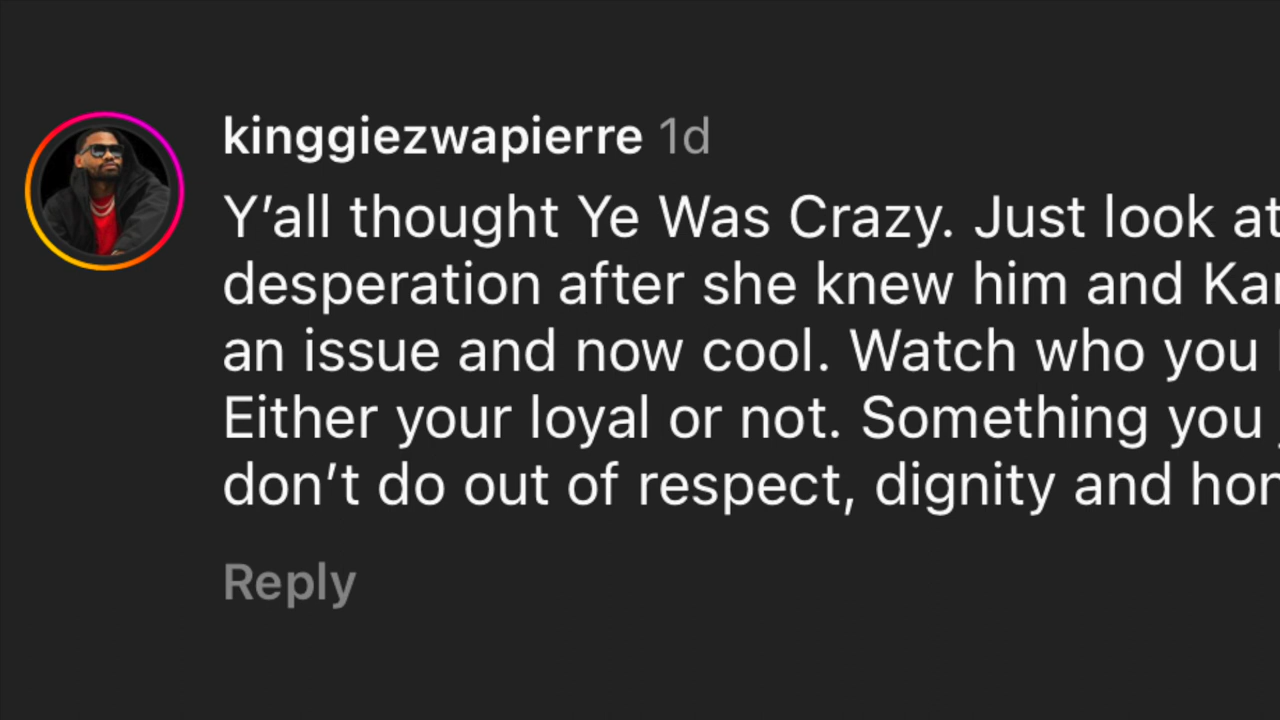 kinggiezwapierre 1d
Y’all thought Ye Was Crazy. Just look at
desperation after she knew him and
an issue and now cool. Watch who you
Either your loyal or not. Something you
don’t do out of respect, dignity and
Reply